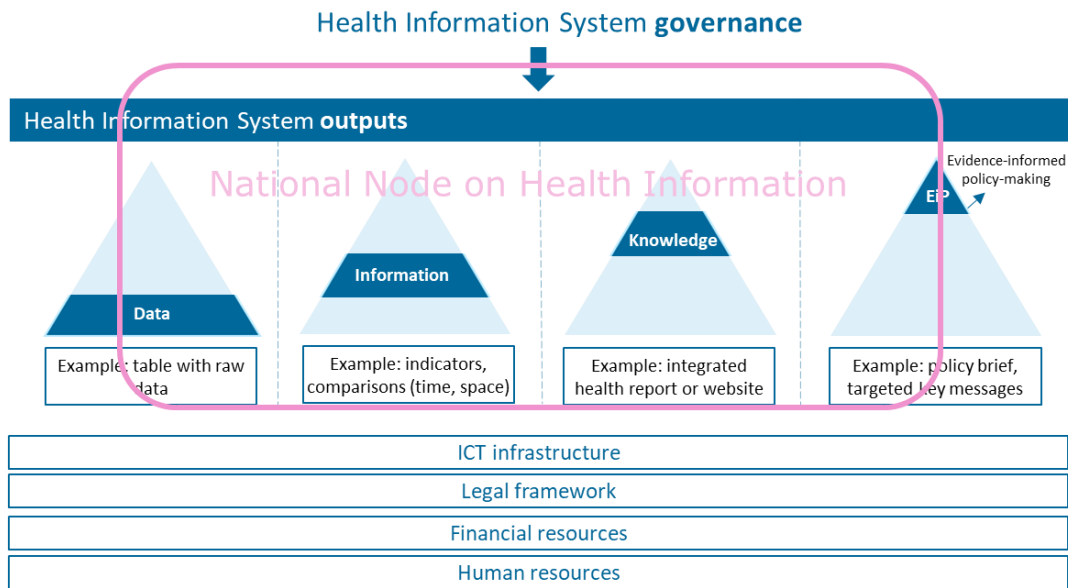 Health Information System governance
Health Information System outputs
National Node on Health Information
Evidence-informed
policy-making
EiP
Knowledge
Information
Data
Example: table with raw
data
Example: indicators,
comparisons (time, space)
Example: integrated
health report or website
Example: policy brief,
targeted key messages
ICT infrastructure
Legal framework
Financial resources
Human resources